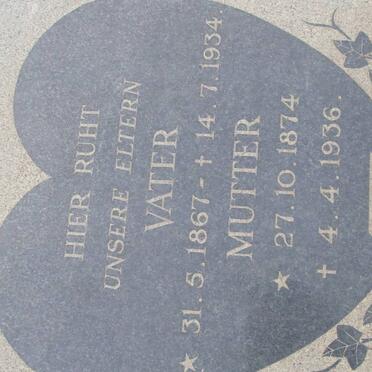 HIER RUHT
UNSERE ELTERN
VATER
* 31.5.1867 - † 14.7.1934.
MUTTER
* 27.10.1874
† 4.4.1936.